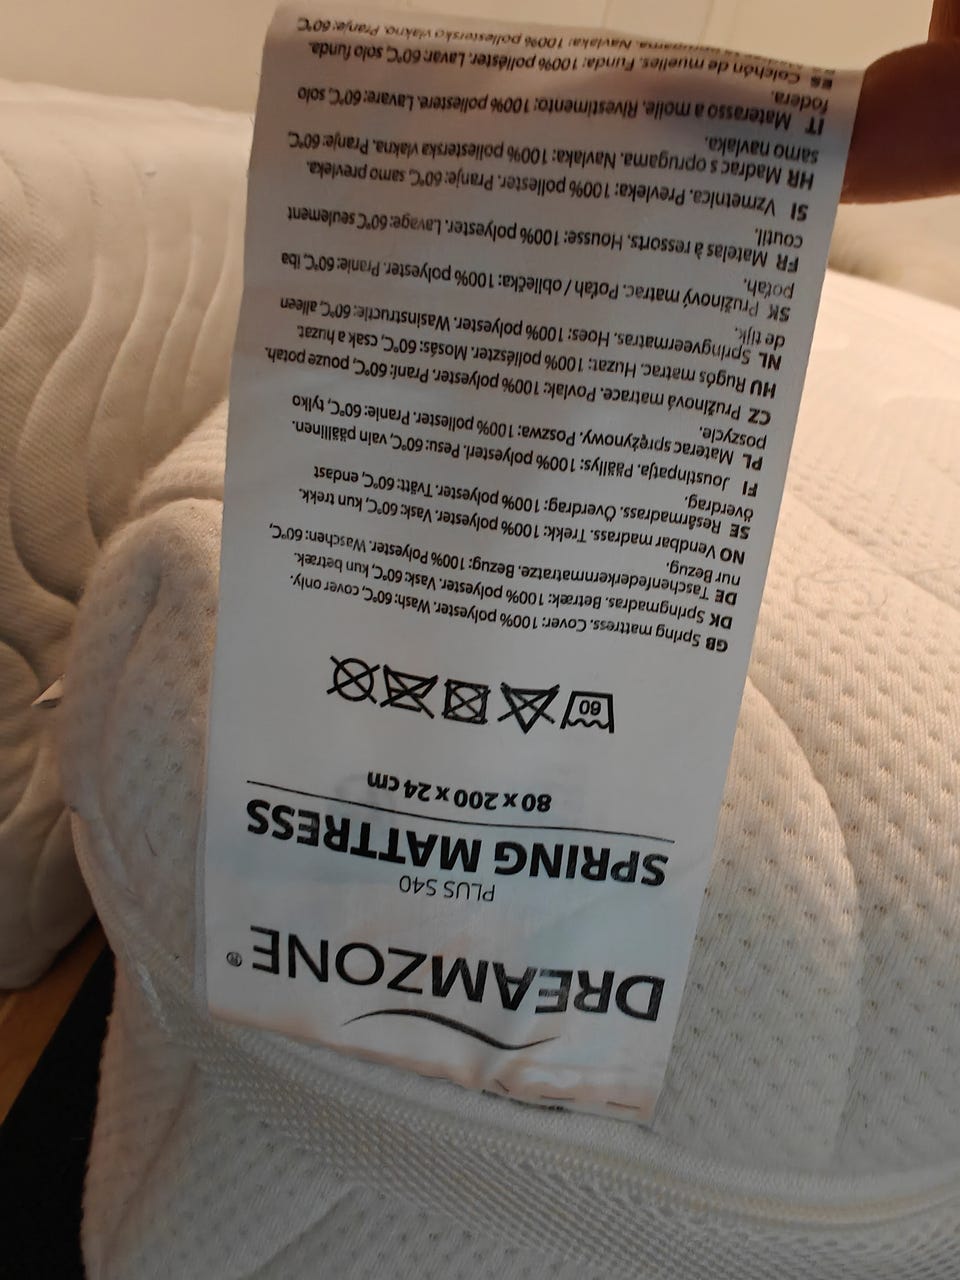 DREAMZONE®
PLUS S40
SPRING MATTRESS
80 x 200 x 24 cm
60
GB Spring mattress. Cover: 100% polyester. Wash: 60°C, cover only.
DK Springmadras. Betræk: 100% polyester. Vask: 60°C, kun betræk.
DE Taschenfederkernmatratze. Bezug: 100% Polyester. Waschen: 60°C,
nur Bezug.
NO Vendbar madrass. Trekk: 100% polyester. Vask: 60°C, kun trekk.
SE Resårmadrass. Överdrag: 100% polyester. Tvätt: 60°C, endast
överdrag.
FI Joustinpatja. Päällys: 100% polyesteri. Pesu: 60°C, vain päällinen.
PL Materac sprężynowy. Poszwa: 100% poliester. Pranie: 60°C, tylko
poszycie.
CZ Pružinová matrace. Povlak: 100% polyester. Praní: 60°C, pouze potah.
HU Rugós matrac. Huzat: 100% poliészter. Mosás: 60°C, csak a huzat.
NL Springveermatras. Hoes: 100% polyester. Wasinstructie: 60°C, alleen
de tijk.
SK Pružinový matrac. Poťah / obliečka: 100% polyester. Pranie: 60°C, iba
poťah.
FR Matelas à ressorts. Housse: 100% polyester. Lavage: 60°C seulement
coutil.
SI Vzmetnica. Prevleka: 100% poliester. Pranje: 60°C, samo prevleka.
HR Madrac s oprugama. Navlaka: 100% poliesterska vlakna. Pranje: 60°C,
samo navlaka.
IT Materasso a molle. Rivestimento: 100% poliestere. Lavare: 60°C, solo
fodera.
ES Colchón de muelles. Funda: 100% poliéster. Lavar: 60°C, solo funda.
oprugama. Navlaka: 100% poliestersko vlakno. Pranje: 60°C